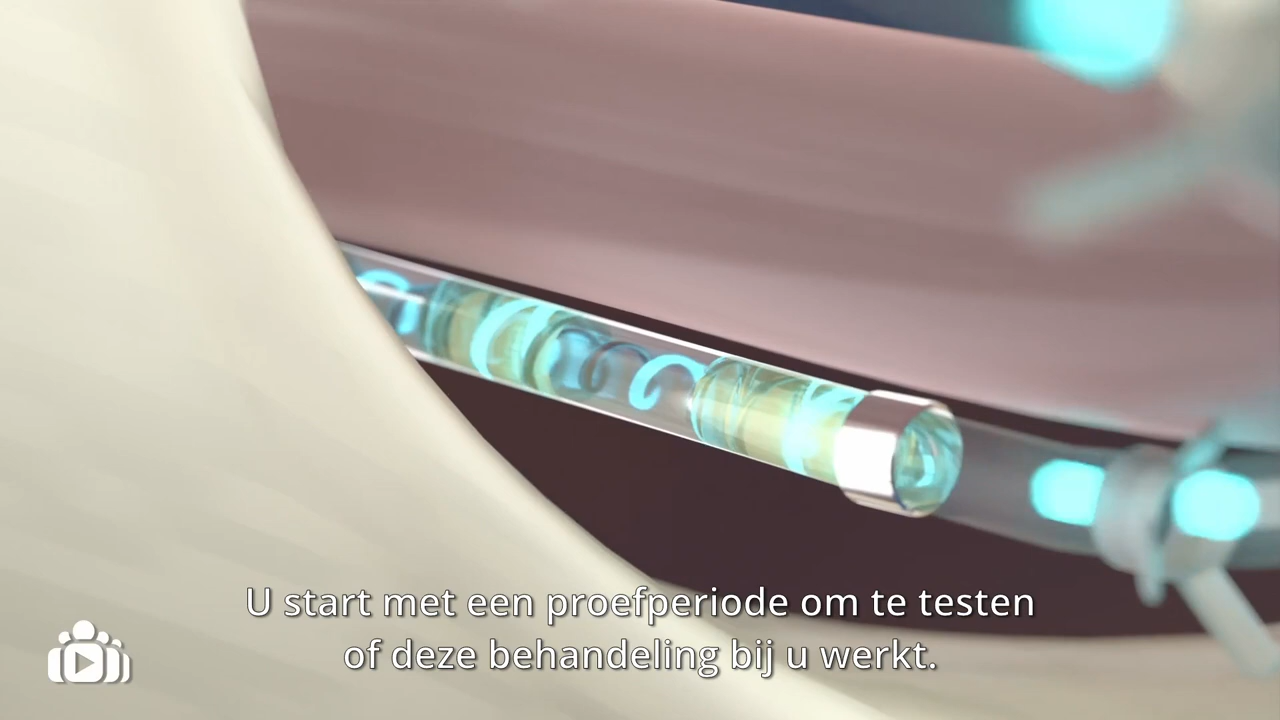 U start met een proefperiode om te testen
of deze behandeling bij u werkt.